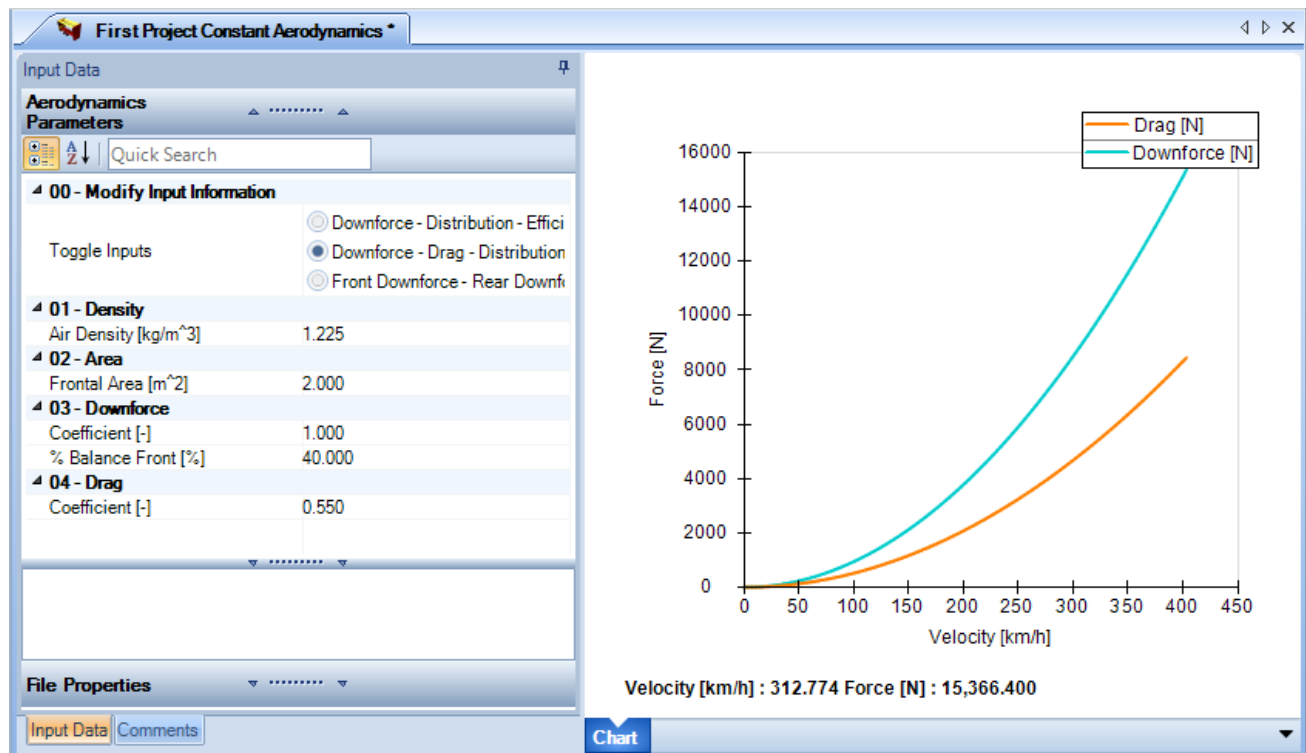 First Project Constant Aerodynamics *
Input Data
Aerodynamics
Parameters
Quick Search
00 - Modify Input Information
Toggle Inputs
Downforce - Distribution - Effici
Downforce - Drag - Distribution
Front Downforce - Rear Downf
01 - Density
Air Density [kg/m^3] 1.225
02 - Area
Frontal Area [m^2] 2.000
03 - Downforce
Coefficient [-] 1.000
% Balance Front [%] 40.000
04 - Drag
Coefficient [-] 0.550
File Properties
Input Data Comments
Drag [N]
Downforce [N]
16000
14000
12000
10000
8000
6000
4000
2000
0
Force [N]
0 50 100 150 200 250 300 350 400 450
Velocity [km/h]
Velocity [km/h] : 312.774 Force [N] : 15,366.400
Chart